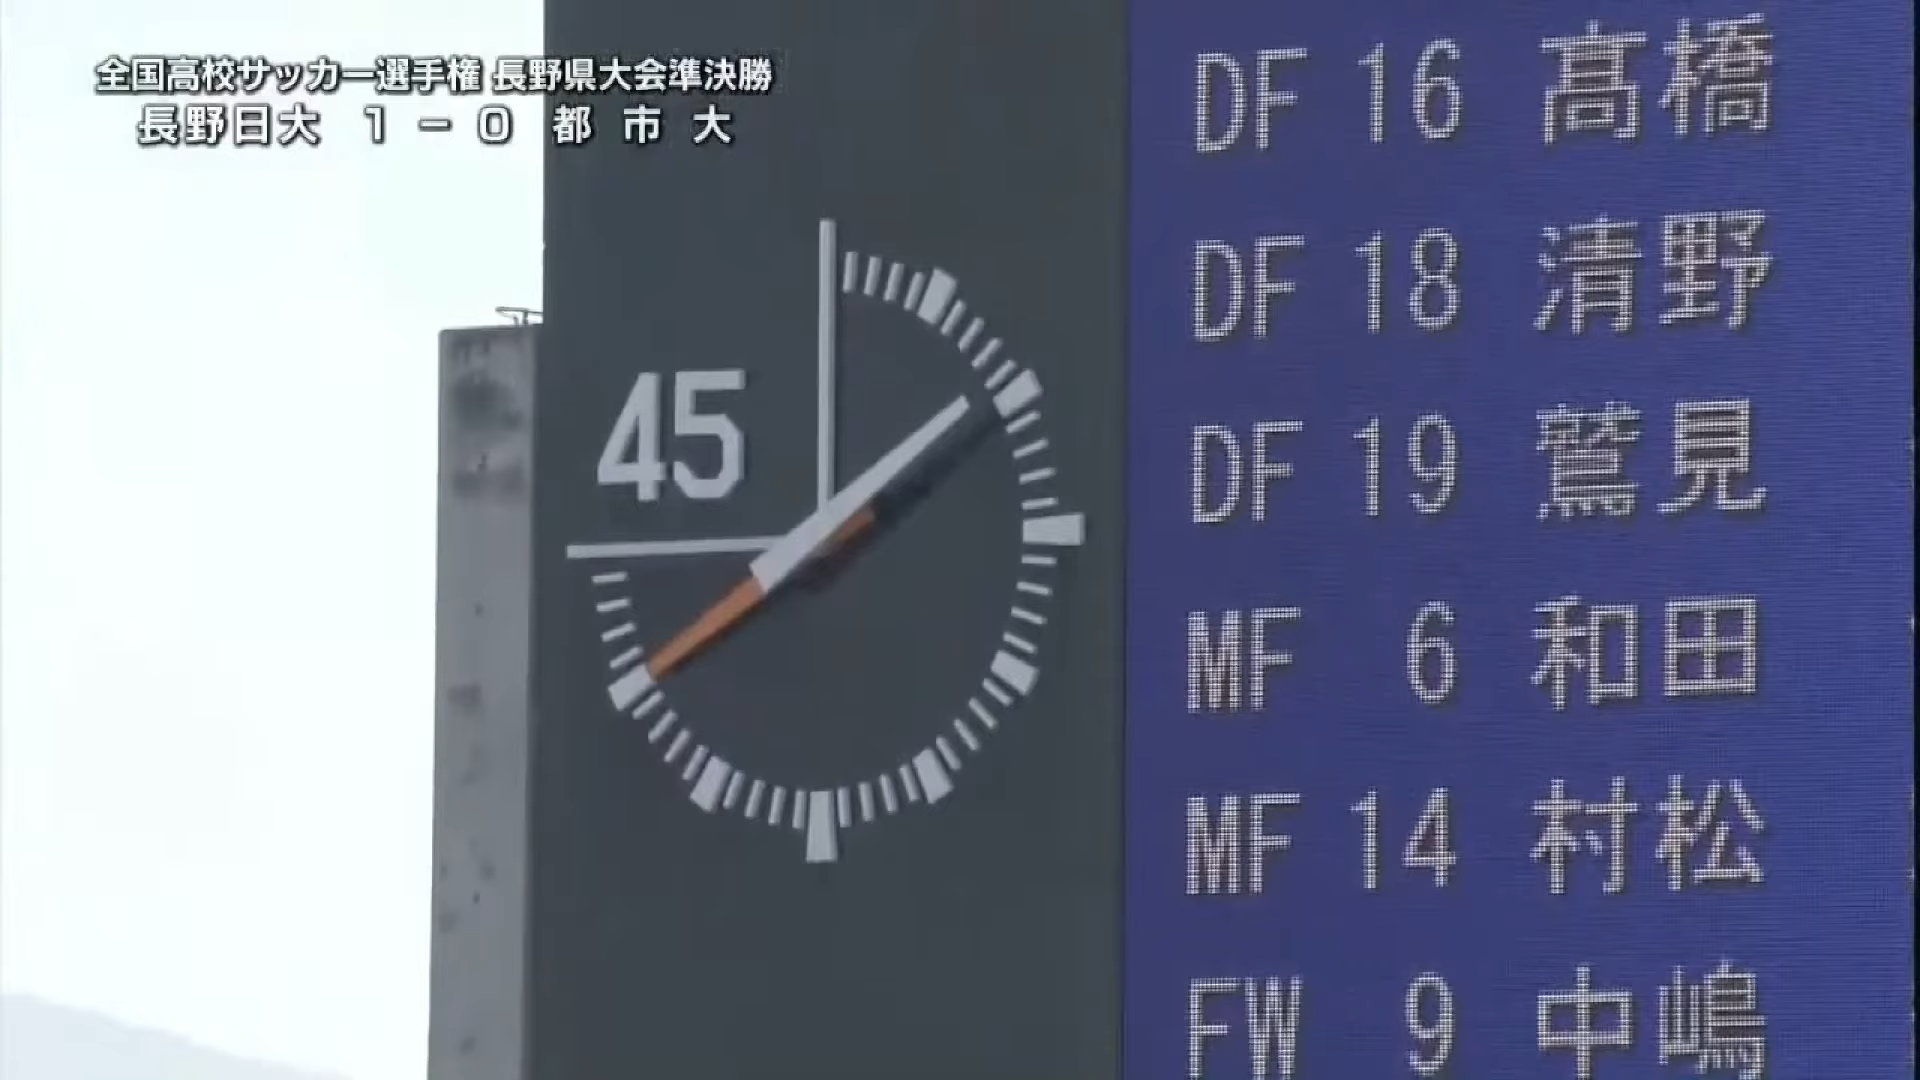 全国高校サッカー選手権 長野県大会準決勝
長野日大 1-0 都市大
45
DF 16 髙橋
DF 18 清野
DF 19 鷲見
MF 6 和田
MF 14 村松
FW 9 中嶋